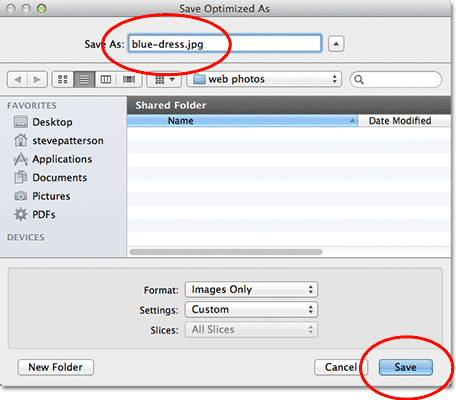 Save Optimized As
Save As: blue-dress.jpg
web photos
FAVORITES
Desktop
stevepatterson
Applications
Documents
Pictures
PDFs
DEVICES
Shared Folder
Name Date Modified
Format: Images Only
Settings: Custom
Slices: All Slices
New Folder Cancel Save